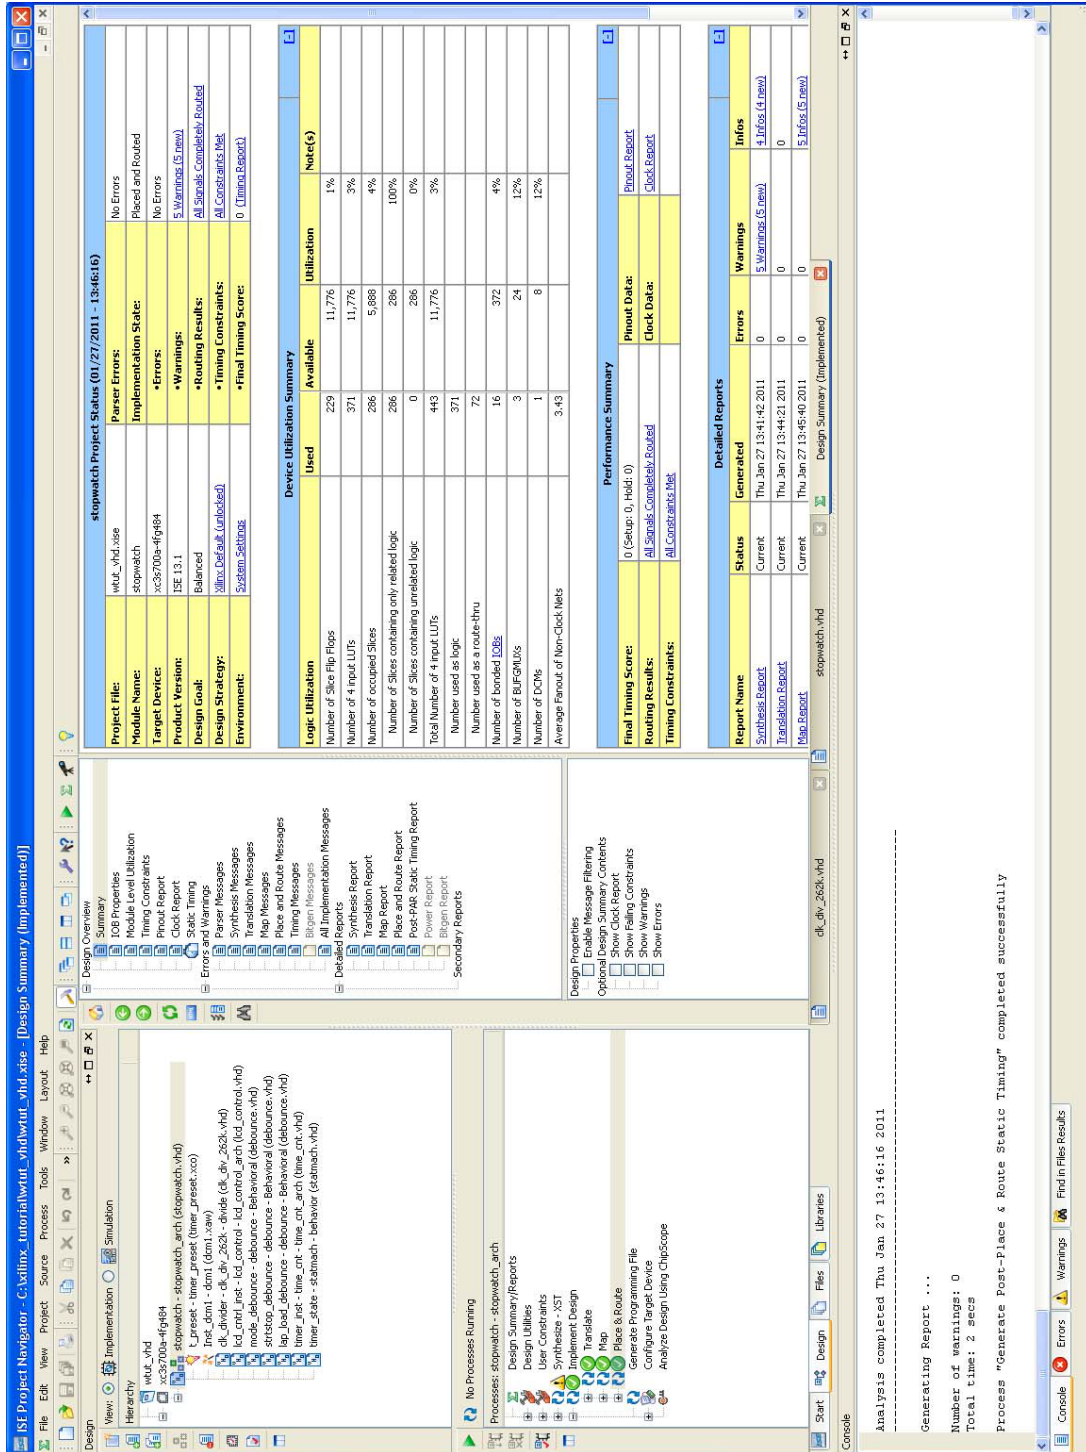 ISE Project Navigator - C:\xilinx_tutorial\wtut_vhd\wtut_vhd.xise - [Design Summary (Implemented)]
File Edit View Project Source Process Tools Window Layout Help
Design
View: Implementation Simulation
Hierarchy
wtut_vhd
xc3s700a-4fg484
stopwatch - stopwatch_arch (stopwatch.vhd)
t_preset - timer_preset (timer_preset.xco)
Inst_dcm1 - dcm1 (dcm1.xaw)
clk_divider - clk_div_262k - divide (clk_div_262k.vhd)
lcd_cntrl_inst - lcd_control - lcd_control_arch (lcd_control.vhd)
mode_debounce - debounce - Behavioral (debounce.vhd)
strtstop_debounce - debounce - Behavioral (debounce.vhd)
lap_load_debounce - debounce - Behavioral (debounce.vhd)
timer_inst - time_cnt - time_cnt_arch (time_cnt.vhd)
timer_state - statmach - behavior (statmach.vhd)
No Processes Running
Processes: stopwatch - stopwatch_arch
Design Summary/Reports
Design Utilities
User Constraints
Synthesize - XST
Implement Design
Translate
Map
Place & Route
Generate Programming File
Configure Target Device
Analyze Design Using ChipScope
Start Design Files Libraries
Design Overview
Summary
IOB Properties
Module Level Utilization
Timing Constraints
Pinout Report
Clock Report
Static Timing
Errors and Warnings
Parser Messages
Synthesis Messages
Translation Messages
Map Messages
Place and Route Messages
Timing Messages
Bitgen Messages
All Implementation Messages
Detailed Reports
Synthesis Report
Translation Report
Map Report
Place and Route Report
Post-PAR Static Timing Report
Power Report
Bitgen Report
Secondary Reports
Design Properties
Enable Message Filtering
Optional Design Summary Contents
Show Clock Report
Show Failing Constraints
Show Warnings
Show Errors
stopwatch Project Status (01/27/2011 - 13:46:16)
Project File: wtut_vhd.xise Parser Errors: No Errors
Module Name: stopwatch Implementation State: Placed and Routed
Target Device: xc3s700a-4fg484 •Errors: No Errors
Product Version: ISE 13.1 •Warnings: 5 Warnings (5 new)
Design Goal: Balanced •Routing Results: All Signals Completely Routed
Design Strategy: Xilinx Default (unlocked) •Timing Constraints: All Constraints Met
Environment: System Settings •Final Timing Score: 0 (Timing Report)
Device Utilization Summary [-]
Logic Utilization Used Available Utilization Note(s)
Number of Slice Flip Flops 229 11,776 1%
Number of 4 input LUTs 371 11,776 3%
Number of occupied Slices 286 5,888 4%
Number of Slices containing only related logic 286 286 100%
Number of Slices containing unrelated logic 0 286 0%
Total Number of 4 input LUTs 443 11,776 3%
Number used as logic 371
Number used as a route-thru 72
Number of bonded IOBs 16 372 4%
Number of BUFGMUXs 3 24 12%
Number of DCMs 1 8 12%
Average Fanout of Non-Clock Nets 3.43
Performance Summary [-]
Final Timing Score: 0 (Setup: 0, Hold: 0) Pinout Data: Pinout Report
Routing Results: All Signals Completely Routed Clock Data: Clock Report
Timing Constraints: All Constraints Met
Detailed Reports [-]
Report Name Status Generated Errors Warnings Infos
Synthesis Report Current Thu Jan 27 13:41:42 2011 0 5 Warnings (5 new) 4 Infos (4 new)
Translation Report Current Thu Jan 27 13:44:21 2011 0 0 0
Map Report Current Thu Jan 27 13:45:40 2011 0 0 5 Infos (5 new)
clk_div_262k.vhd stopwatch.vhd Design Summary (Implemented)
Console
Analysis completed Thu Jan 27 13:46:16 2011
--------------------------------------------------------------------------------
Generating Report ...
Number of warnings: 0
Total time: 2 secs
Process "Generate Post-Place & Route Static Timing" completed successfully
Console Errors Warnings Find in Files Results